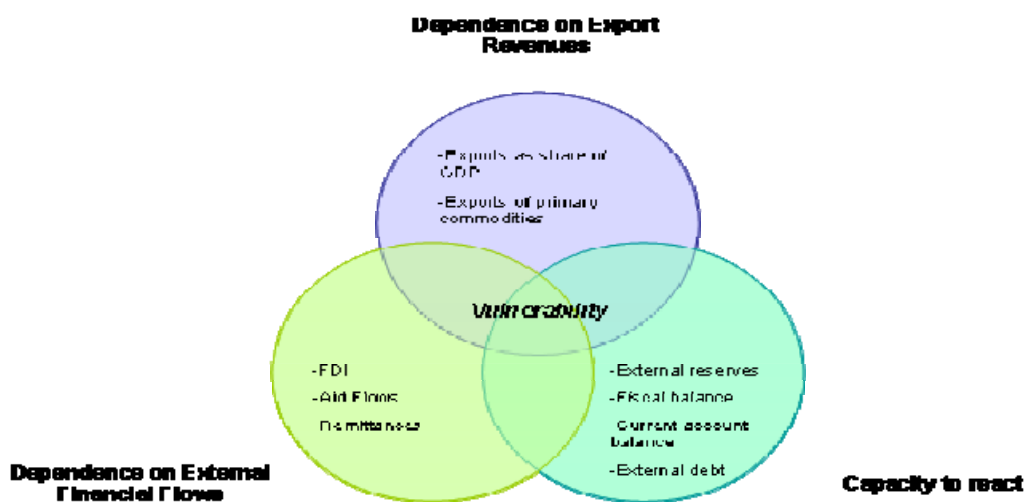 Dependence on Export
Revenues
-Exports as share of
GDP
-Exports of primary
commodities
Vulnerability
-FDI
-Aid Flows
-Remittances
-External reserves
-Fiscal balance
-Current account
balance
-External debt
Dependence on External
Financial Flows
Capacity to react